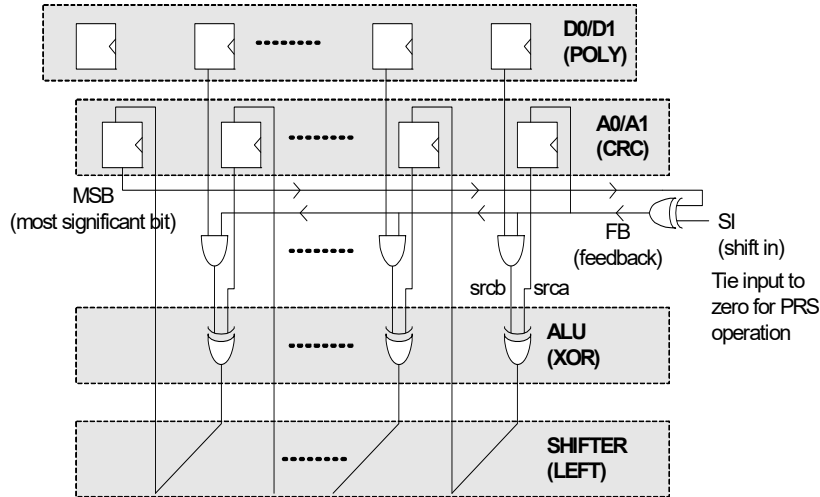 D0/D1
(POLY)
A0/A1
(CRC)
MSB
(most significant bit)
FB
(feedback)
SI
(shift in)
Tie input to
zero for PRS
operation
srcb
srca
ALU
(XOR)
SHIFTER
(LEFT)